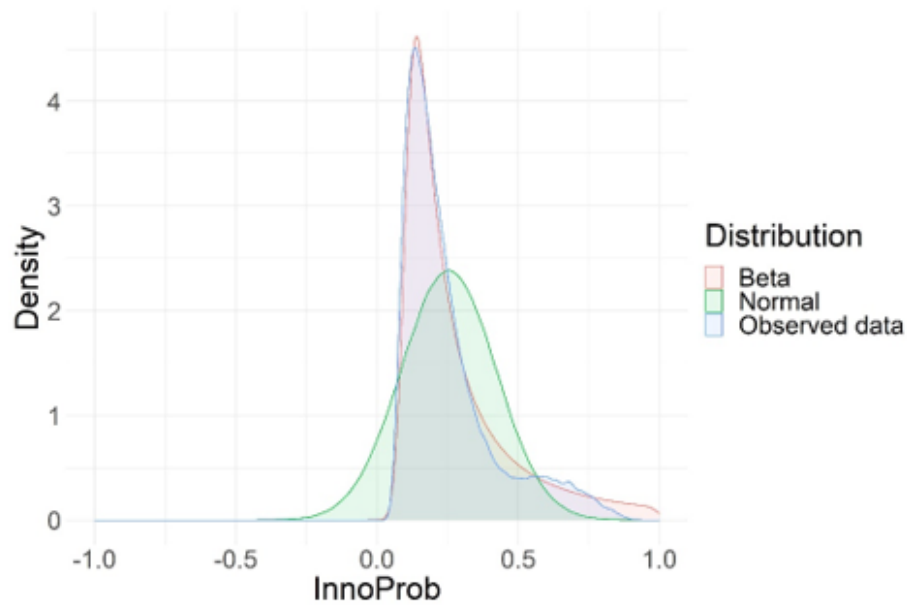 4
3
2
1
0
Density
-1.0 -0.5 0.0 0.5 1.0
InnoProb
Distribution
Beta
Normal
Observed data